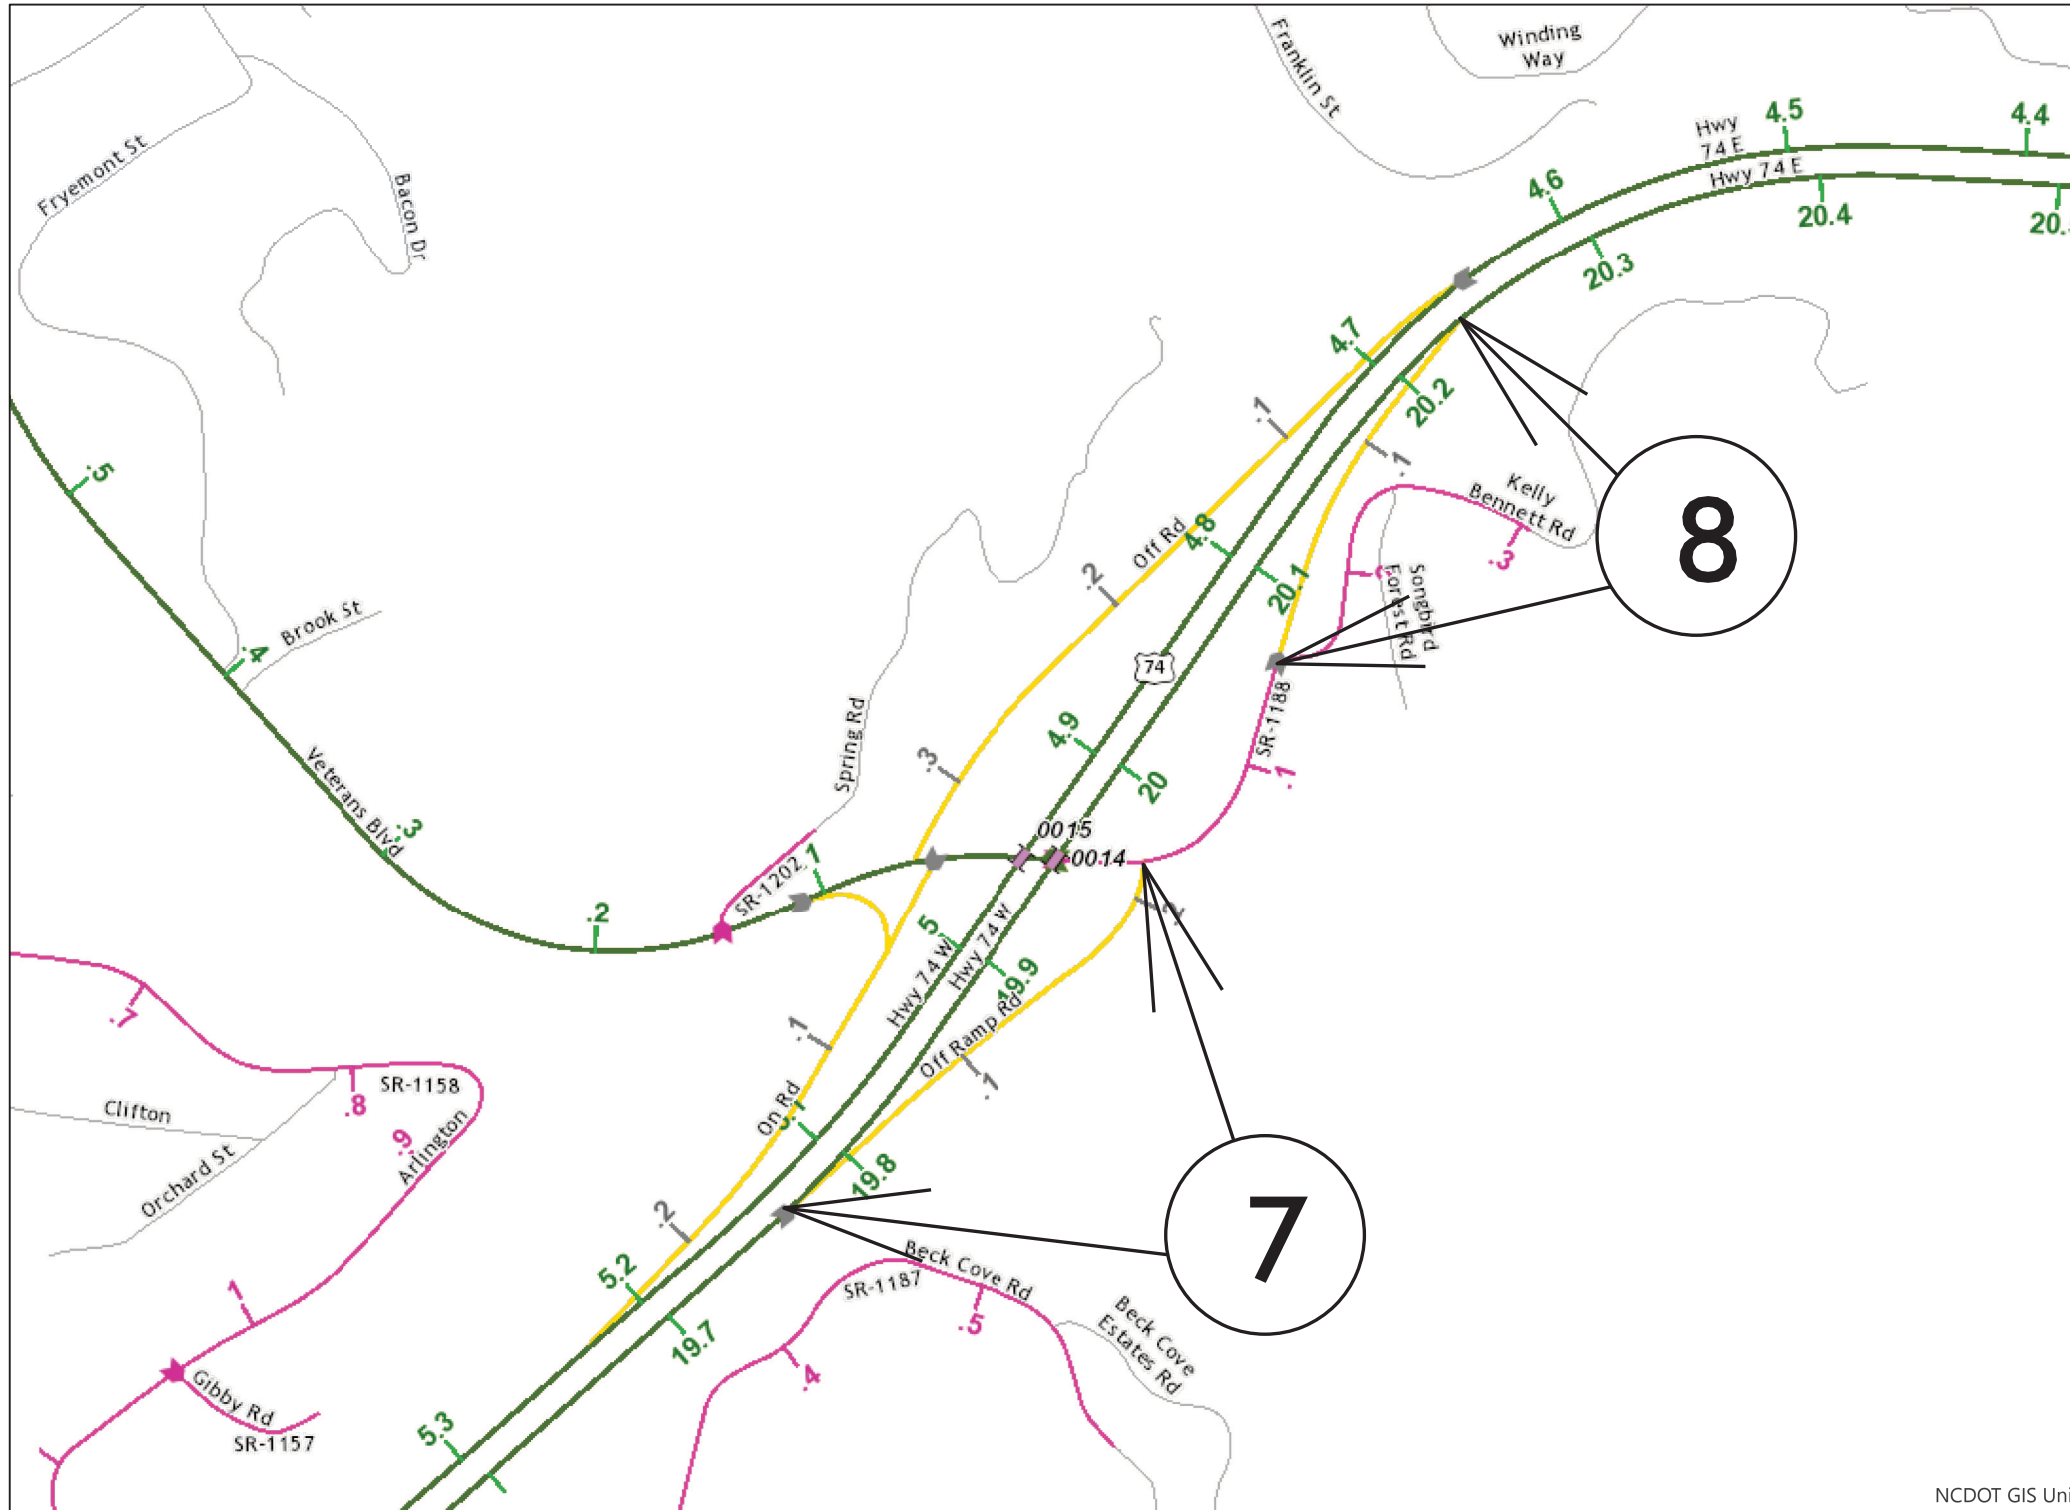 Winding
Way
Franklin St
Hwy
74 E
4.5
4.4
Hwy 74 E
4.6
20.4
20.3
Fryemont St
Bacon Dr
4.7
20.2
.1
.1
.5
Kelly
Bennett Rd
.3
8
Off Rd
4.8
.2
20.1
Songbird
Forest Rd
Brook St
.4
74
SR-1188
.1
Spring Rd
4.9
20
.3
Veterans Blvd
.3
0015
0014
.1
SR-1202
.2
5
Hwy 74 W
Hwy 74 W
19.9
.2
Off Ramp Rd
.1
.1
On Rd
.7
SR-1158
.8
.9
Arlington
Clifton
Orchard St
19.8
7
.2
5.2
19.7
Beck Cove Rd
SR-1187
.5
.4
Beck Cove
Estates Rd
1
Gibby Rd
SR-1157
5.3
NCDOT GIS Uni